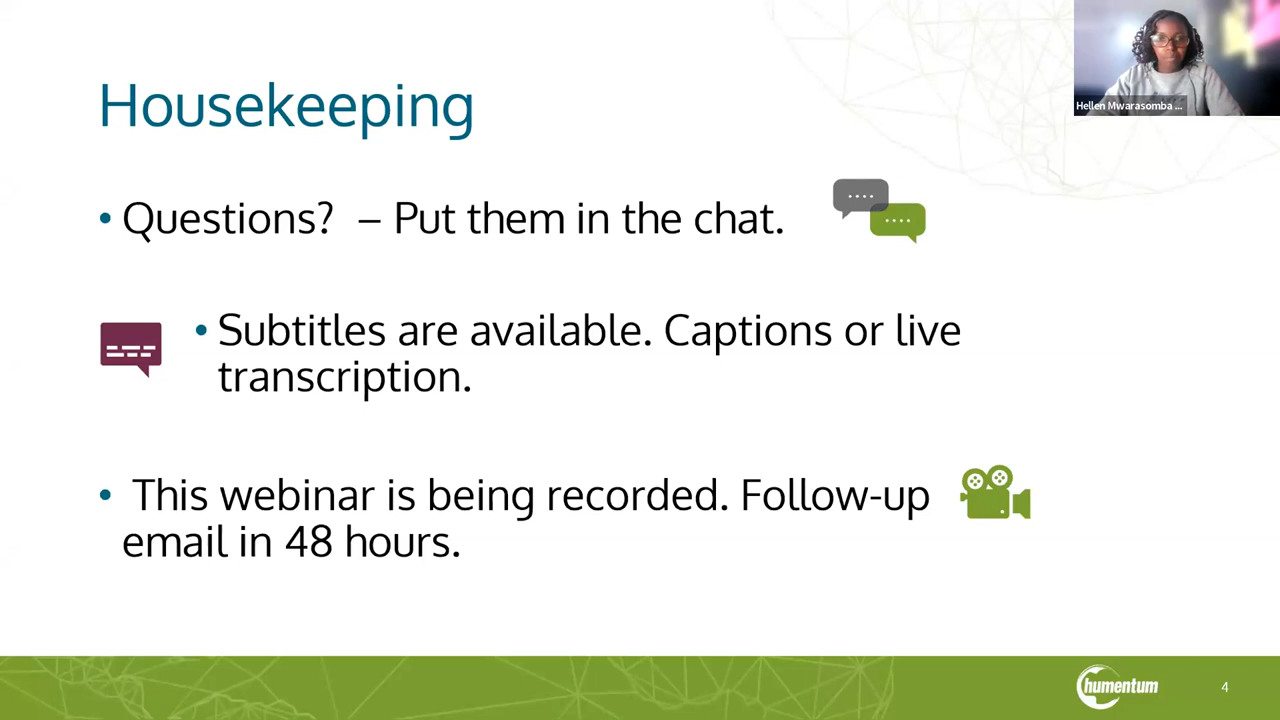 Hellen Mwarasomba ...
Housekeeping
• Questions?  – Put them in the chat.
• Subtitles are available. Captions or live
transcription.
• This webinar is being recorded. Follow-up
email in 48 hours.
humentum
4